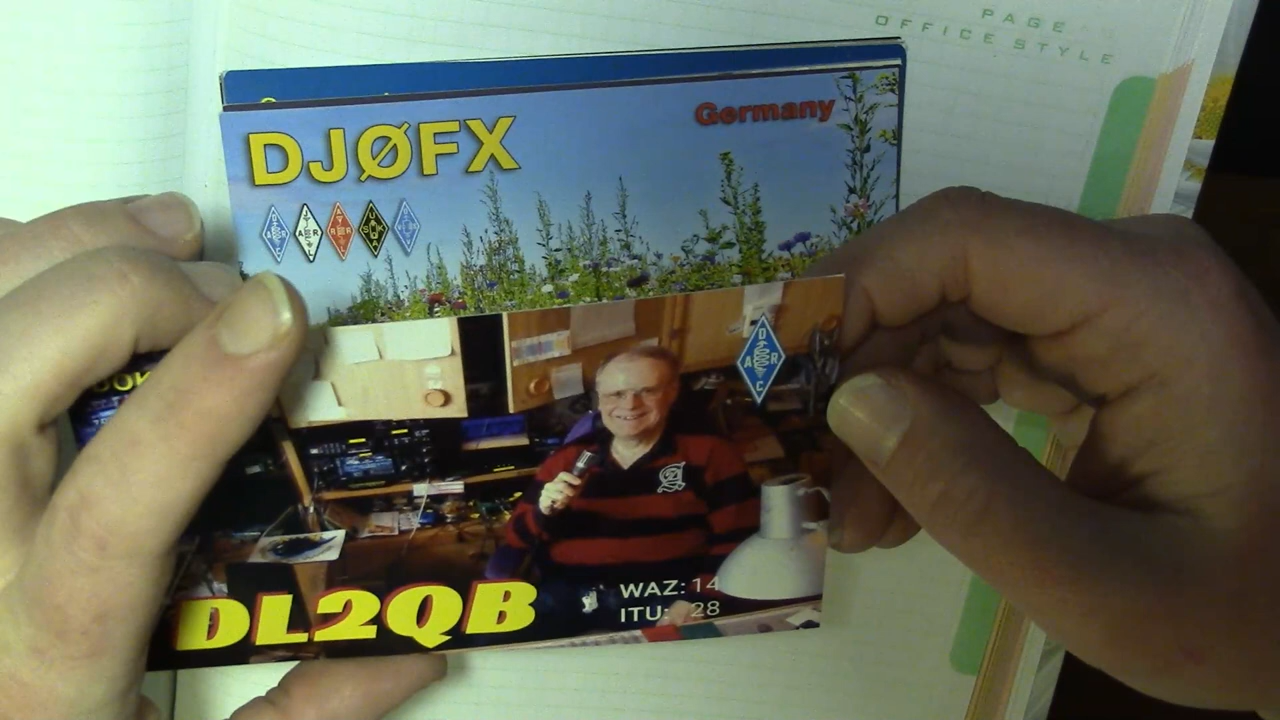 PAGE
OFFICE STYLE
DJØFX
Germany
D
A R
C
DL2QB
WAZ: 14
ITU: 28